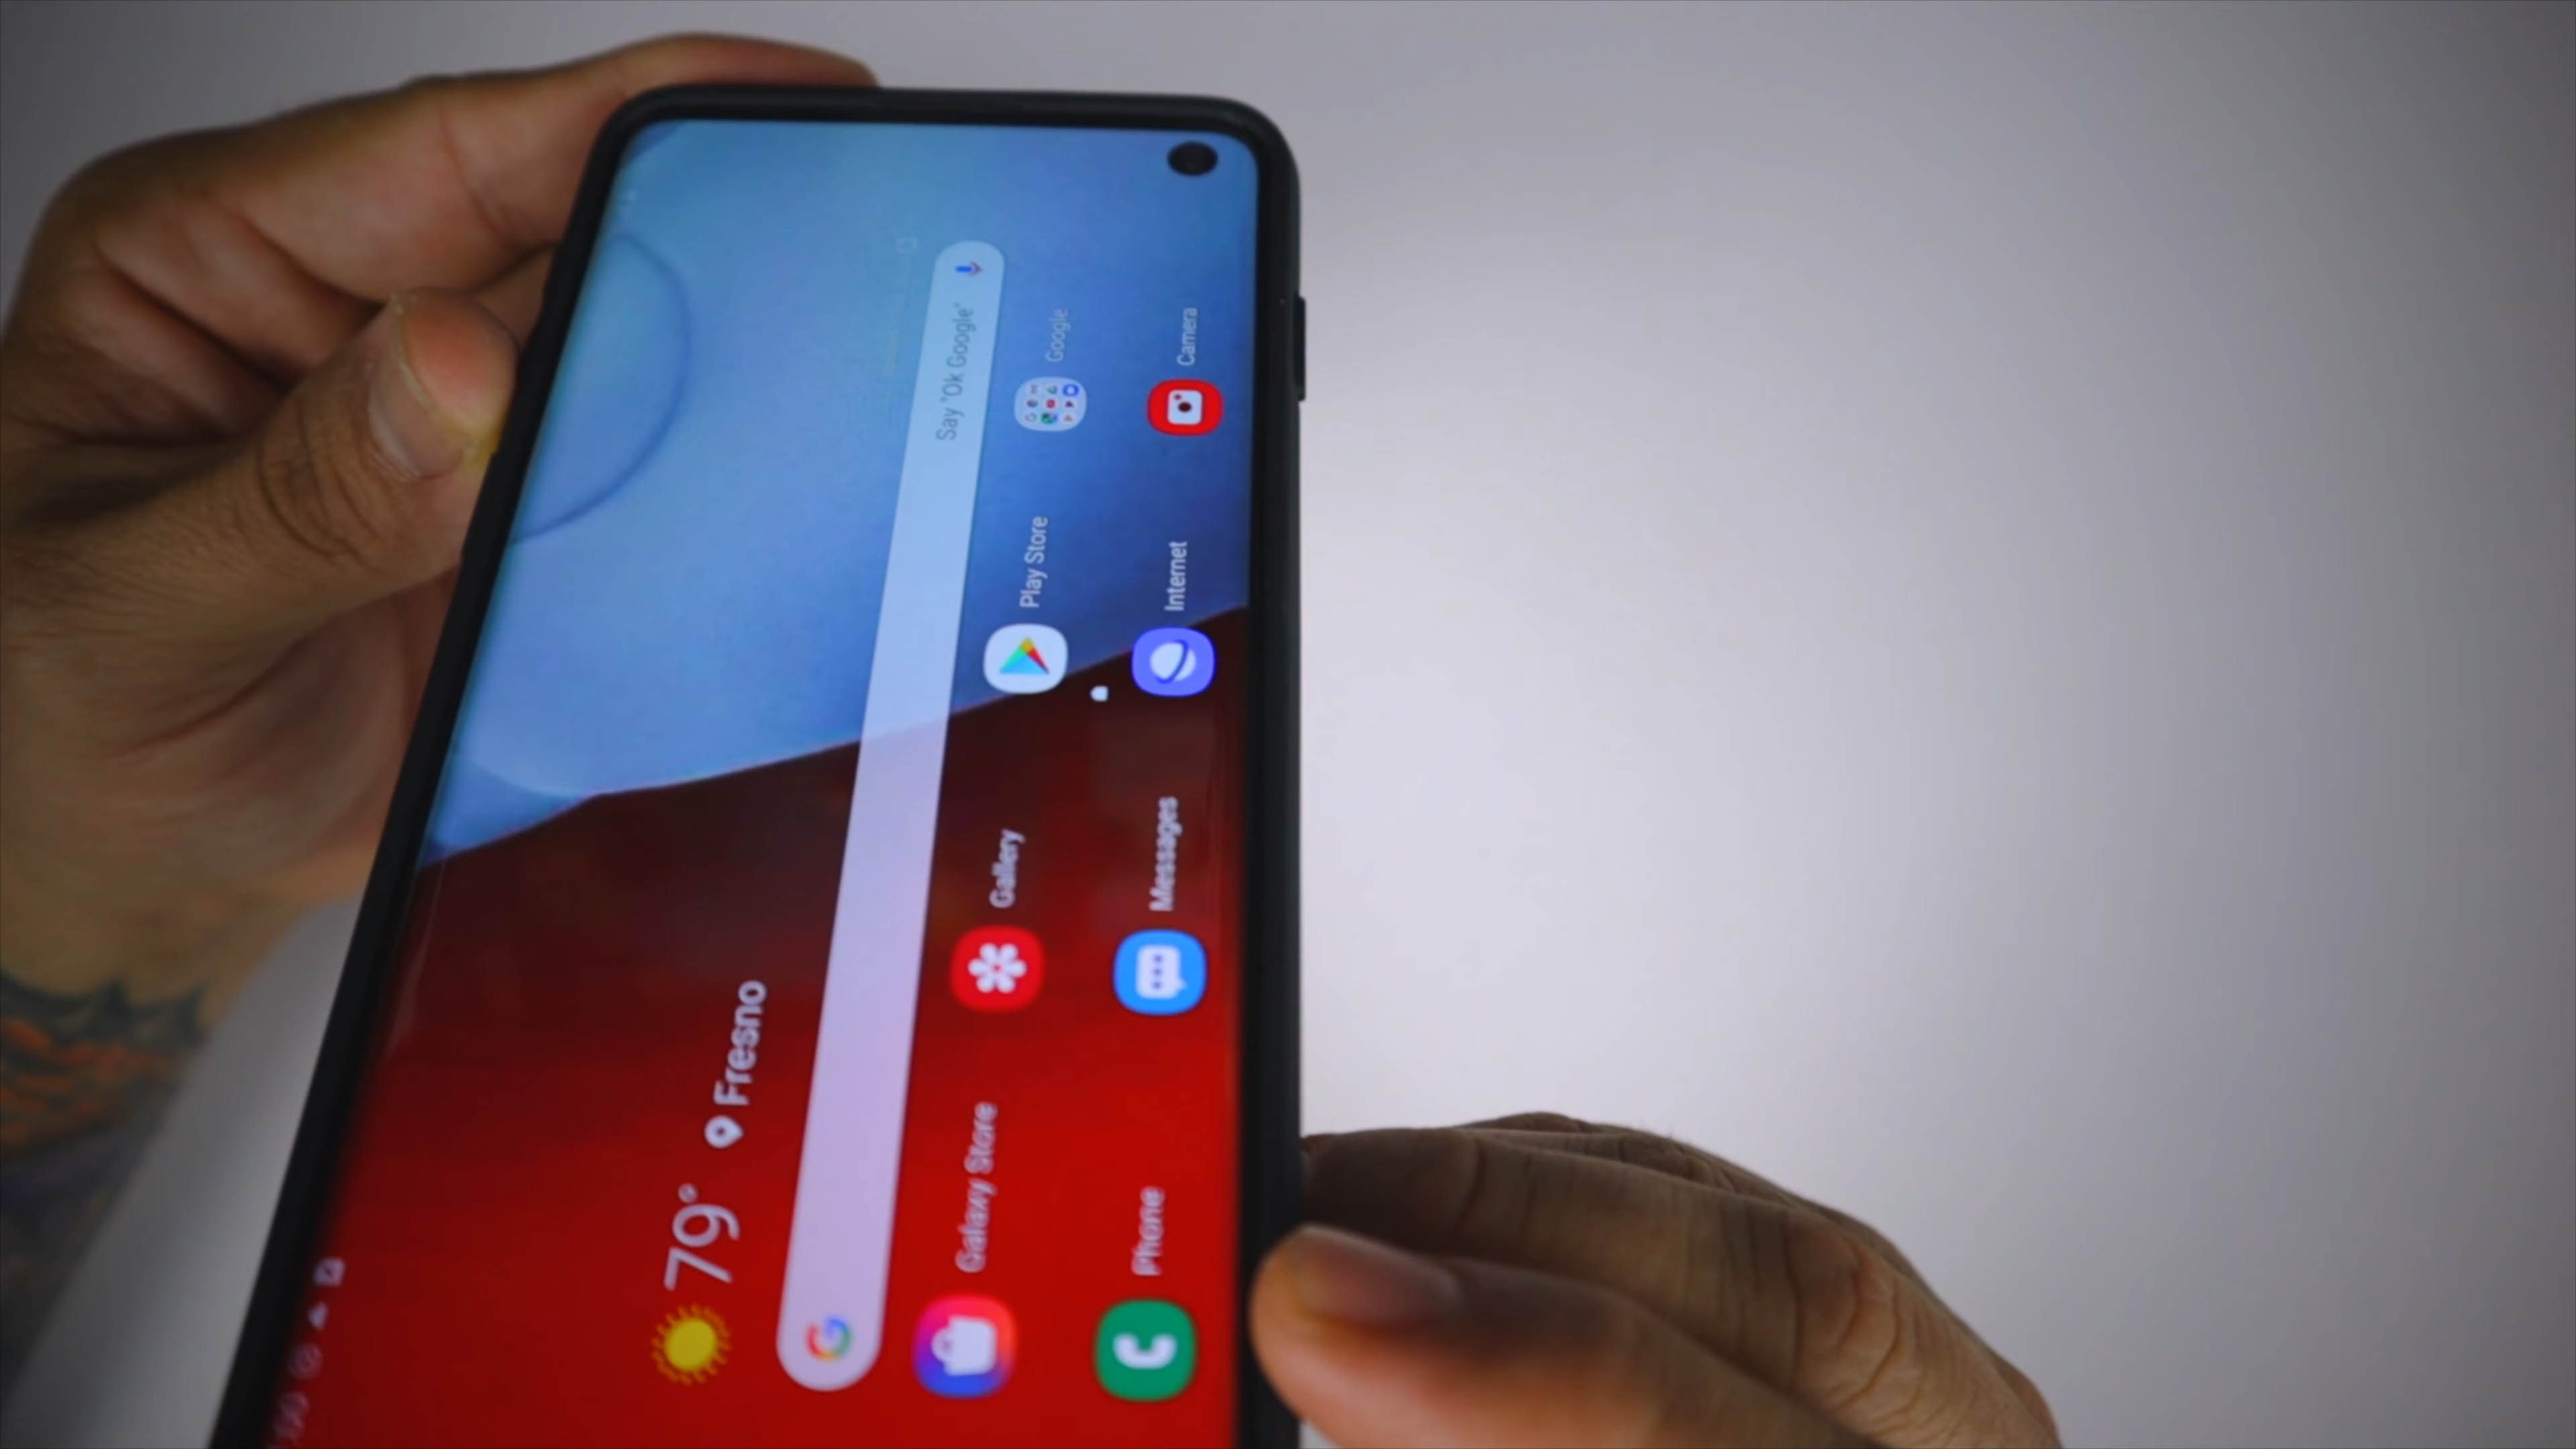 79°
Fresno
Say "Ok Google"
Galaxy Store
Gallery
Play Store
Google
Phone
Messages
Internet
Camera